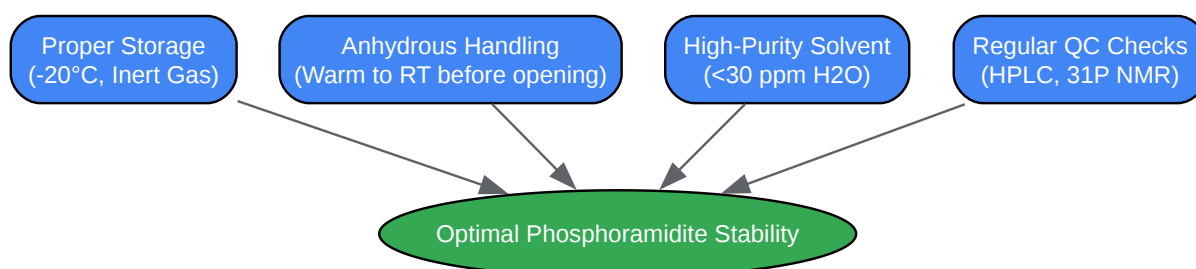 Proper Storage
(-20°C, Inert Gas)
Anhydrous Handling
(Warm to RT before opening)
High-Purity Solvent
(<30 ppm H2O)
Regular QC Checks
(HPLC, 31P NMR)
Optimal Phosphoramidite Stability